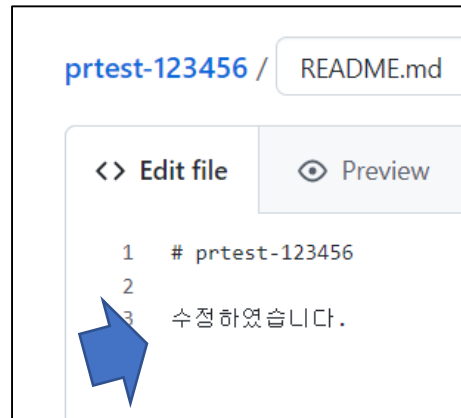 prtest-123456 / README.md
<> Edit file Preview
1 # prtest-123456
2
3 수정하였습니다.